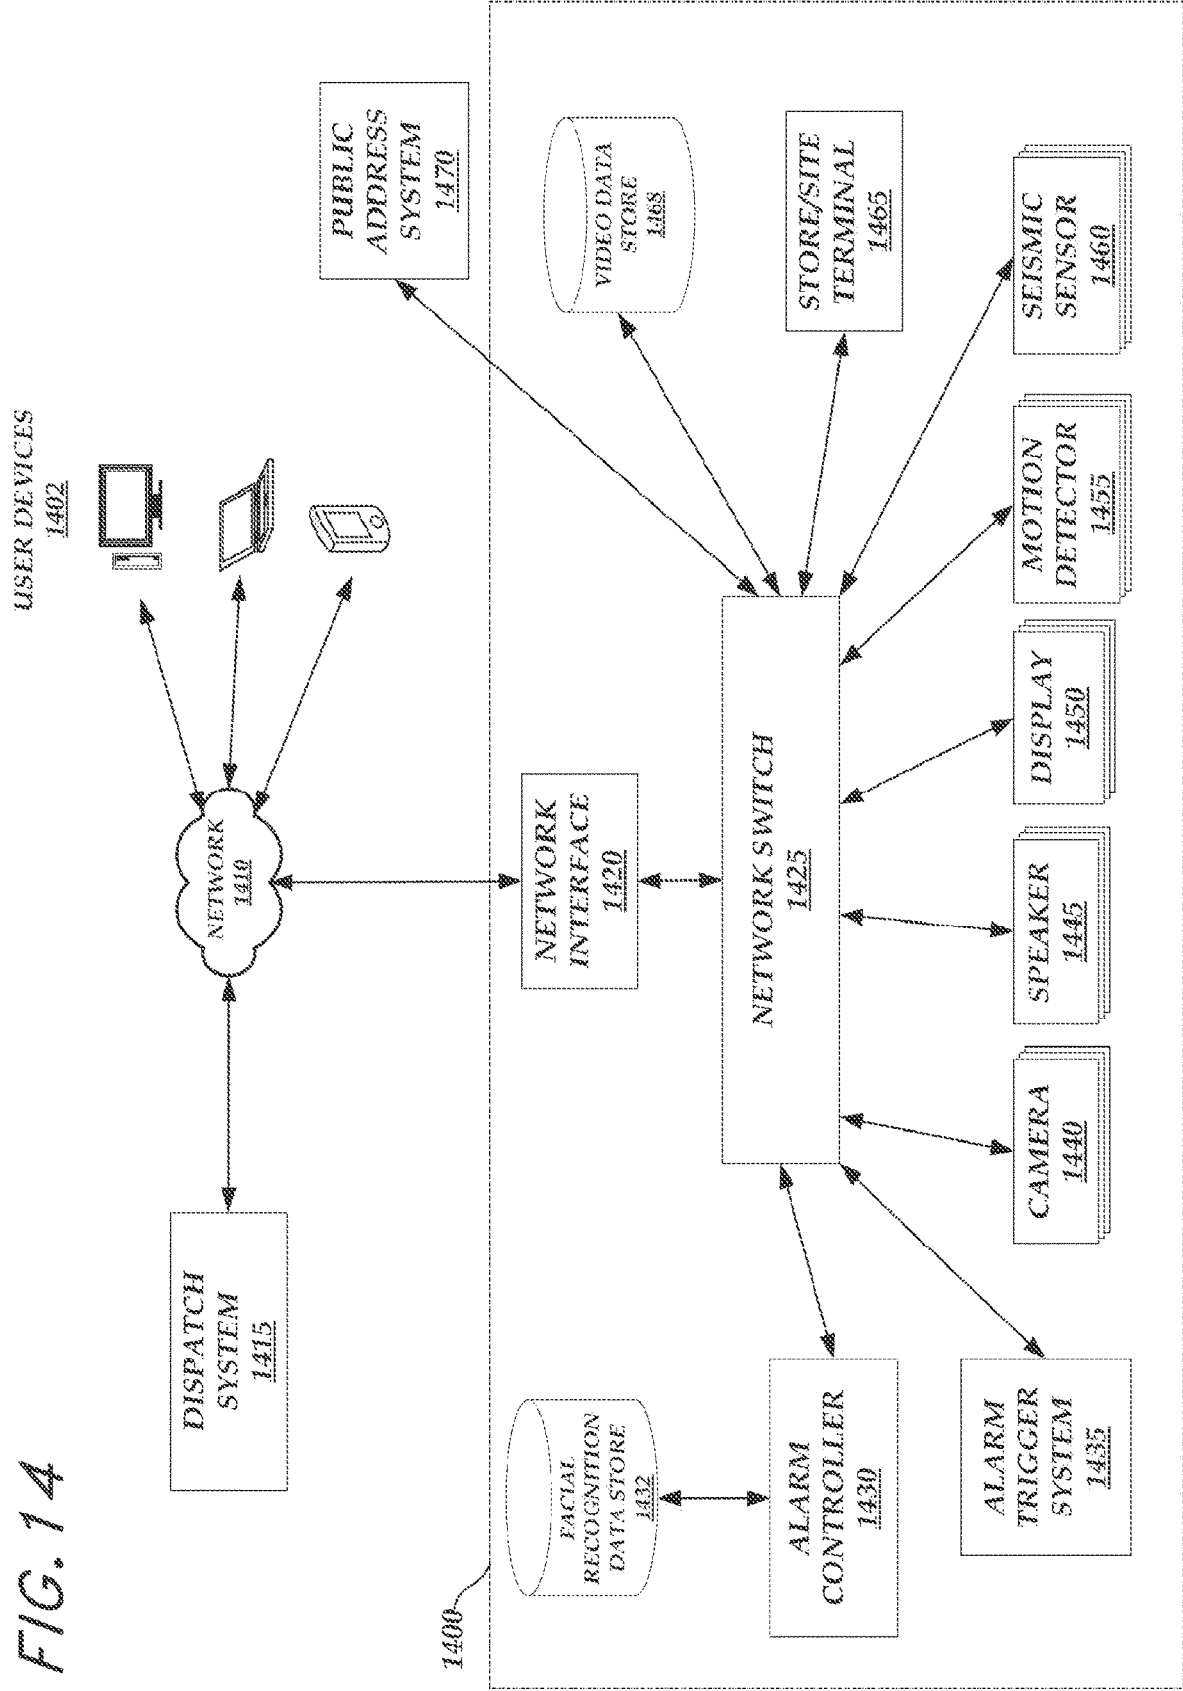 FIG. 14
USER DEVICES
1402
DISPATCH
SYSTEM
1415
NETWORK
1410
PUBLIC
ADDRESS
SYSTEM
1470
1400
FACIAL
RECOGNITION
DATA STORE
1432
NETWORK
INTERFACE
1420
VIDEO DATA
STORE
1468
ALARM
CONTROLLER
1430
NETWORK SWITCH
1425
STORE/SITE
TERMINAL
1465
ALARM
TRIGGER
SYSTEM
1435
CAMERA
1440
SPEAKER
1445
DISPLAY
1450
MOTION
DETECTOR
1455
SEISMIC
SENSOR
1460